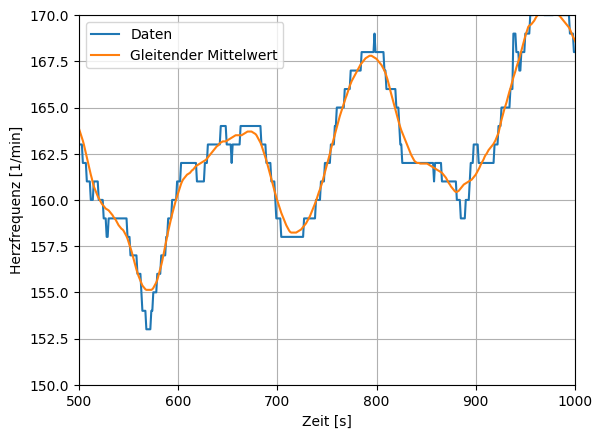 Daten
Gleitender Mittelwert
Herzfrequenz [1/min]
170.0
167.5
165.0
162.5
160.0
157.5
155.0
152.5
150.0
500 600 700 800 900 1000
Zeit [s]